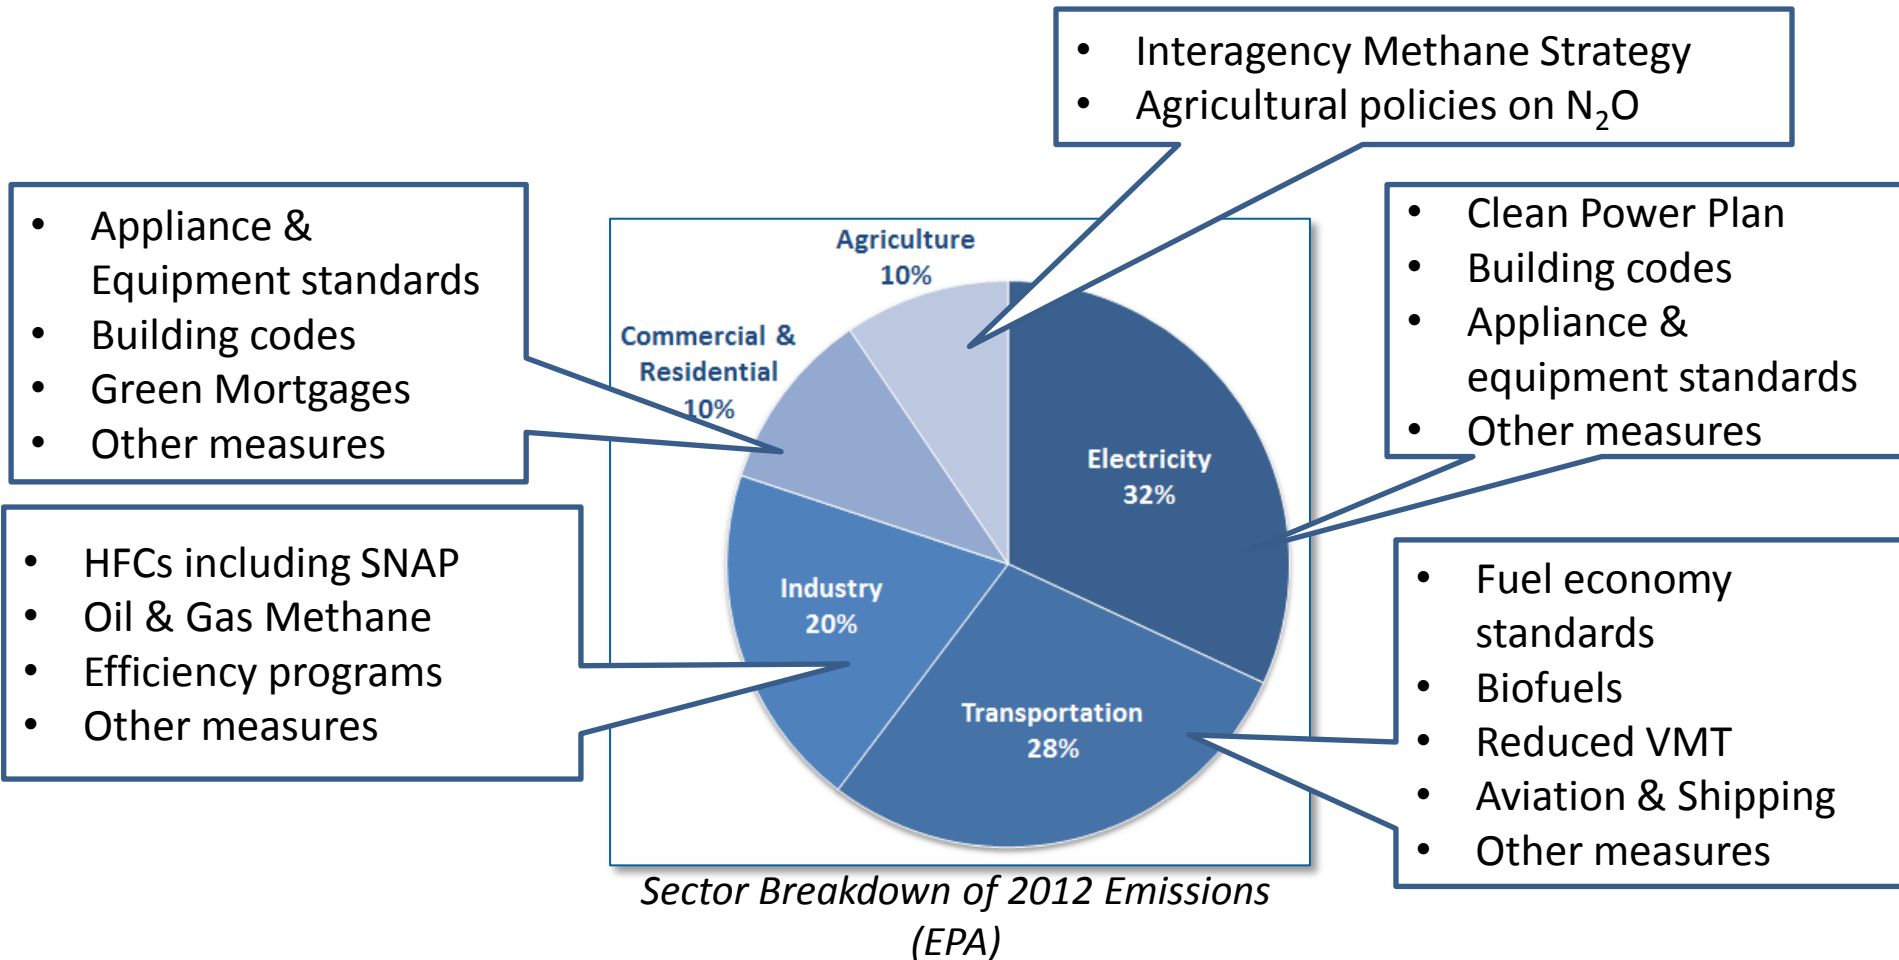 • Interagency Methane Strategy
• Agricultural policies on N₂O
• Appliance &
Equipment standards
• Building codes
• Green Mortgages
• Other measures
Agriculture
10%
Commercial &
Residential
10%
Electricity
32%
Industry
20%
Transportation
28%
• Clean Power Plan
• Building codes
• Appliance &
equipment standards
• Other measures
• HFCs including SNAP
• Oil & Gas Methane
• Efficiency programs
• Other measures
• Fuel economy
standards
• Biofuels
• Reduced VMT
• Aviation & Shipping
• Other measures
Sector Breakdown of 2012 Emissions
(EPA)